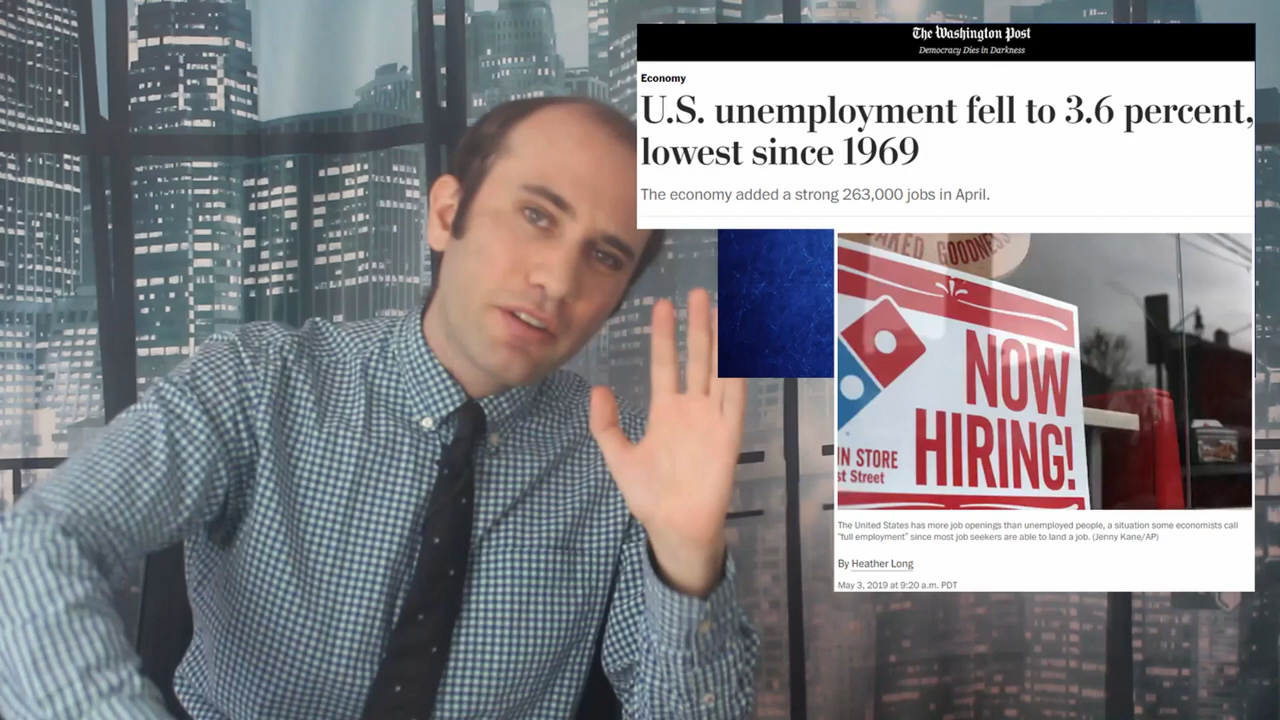 The Washington Post
Democracy Dies in Darkness
Economy
U.S. unemployment fell to 3.6 percent,
lowest since 1969
The economy added a strong 263,000 jobs in April.
GOODNESS
NOW
HIRING!
IN STORE
st Street
The United States has more job openings than unemployed people, a situation some economists call
"full employment" since most job seekers are able to land a job. (Jenny Kane/AP)
By Heather Long
May 3, 2019 at 9:20 a.m. PDT